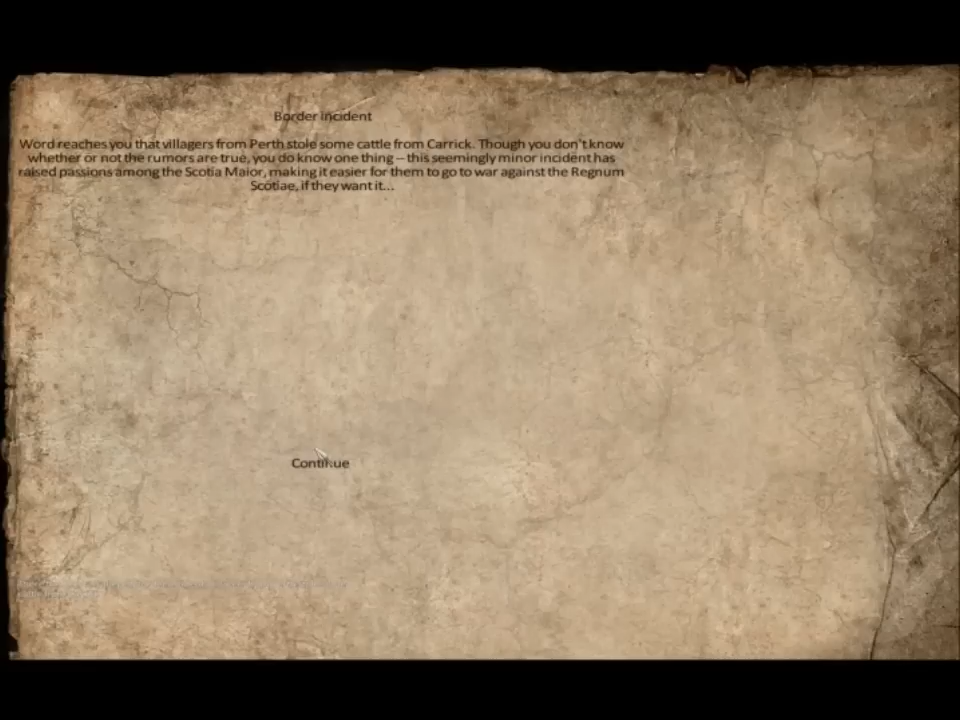 Border incident
Word reaches you that villagers from Perth stole some cattle from Carrick. Though you don't know
whether or not the rumors are true, you do know one thing -- this seemingly minor incident has
raised passions among the Scotia Maior, making it easier for them to go to war against the Regnum
Scotiae, if they want it...
Continue